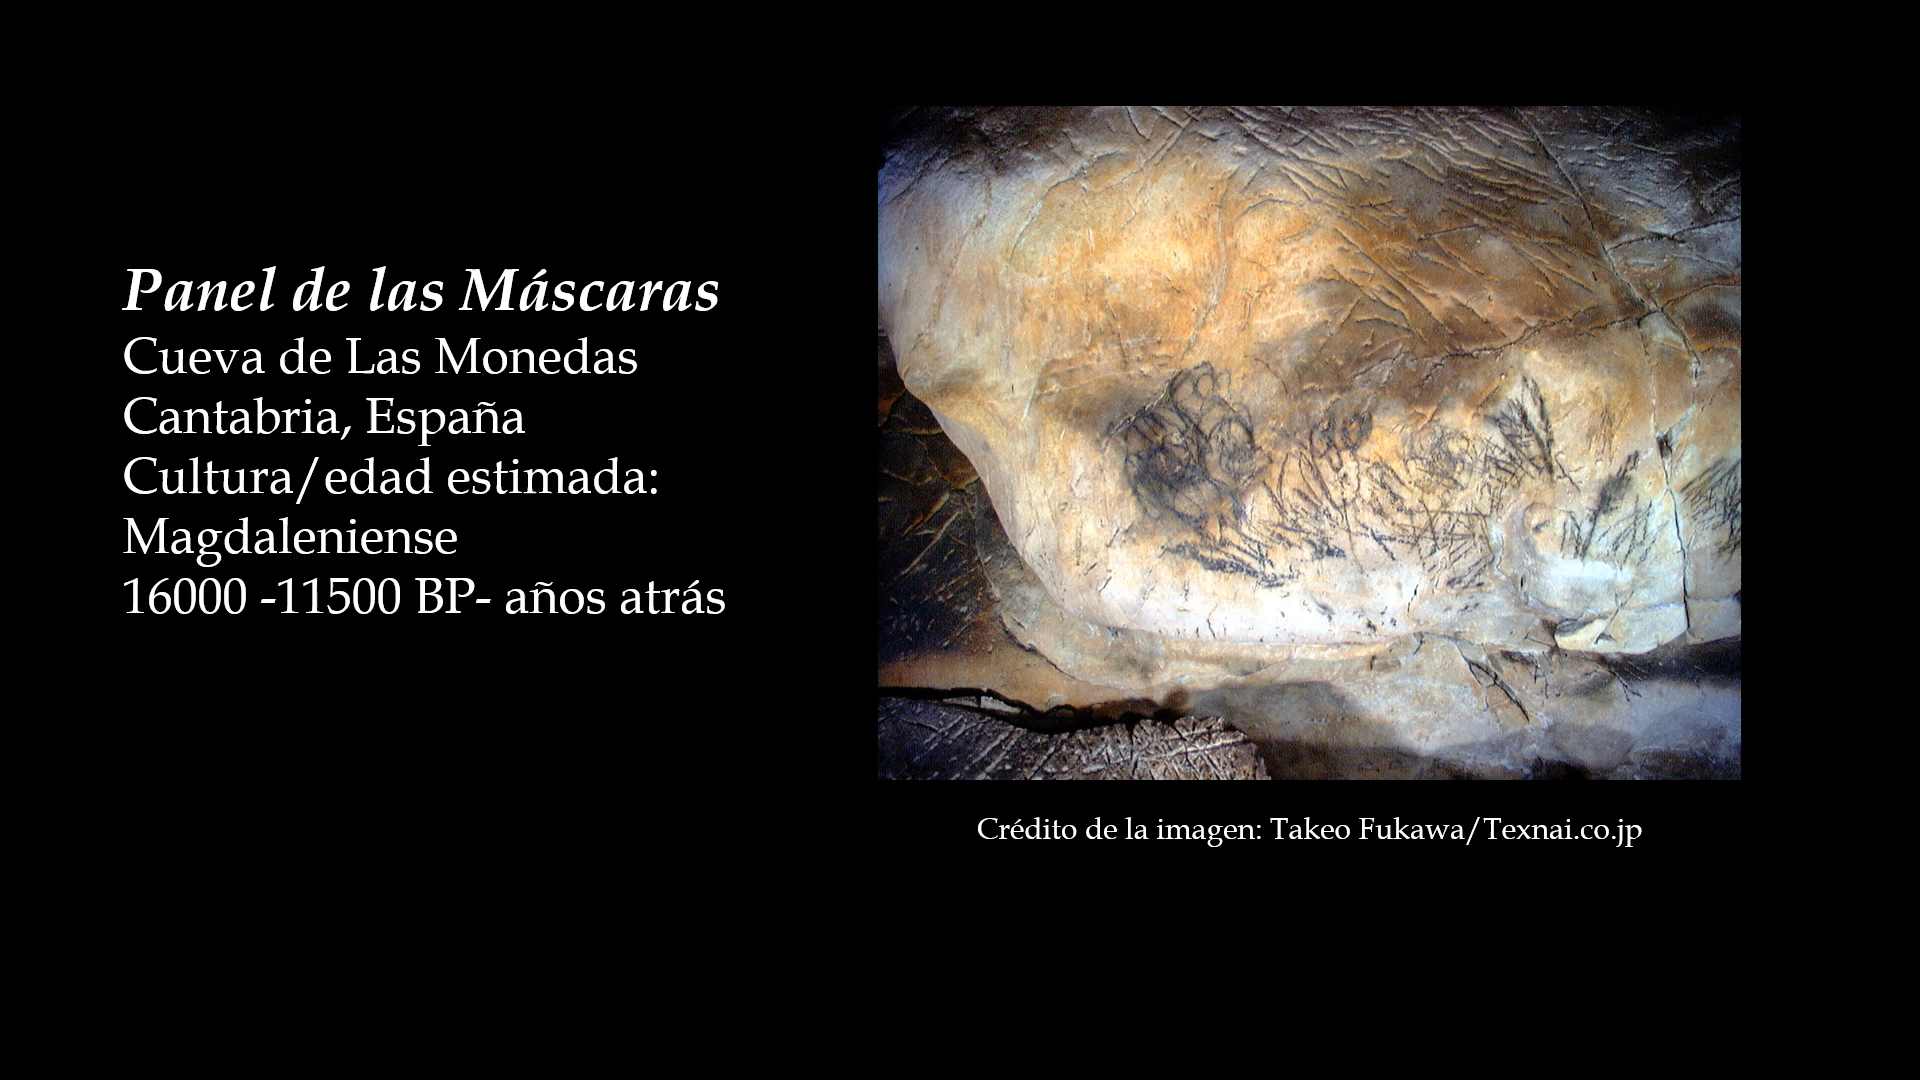 Panel de las Máscaras
Cueva de Las Monedas
Cantabria, España
Cultura/edad estimada:
Magdaleniense
16000 -11500 BP- años atrás
Crédito de la imagen: Takeo Fukawa/Texnai.co.jp